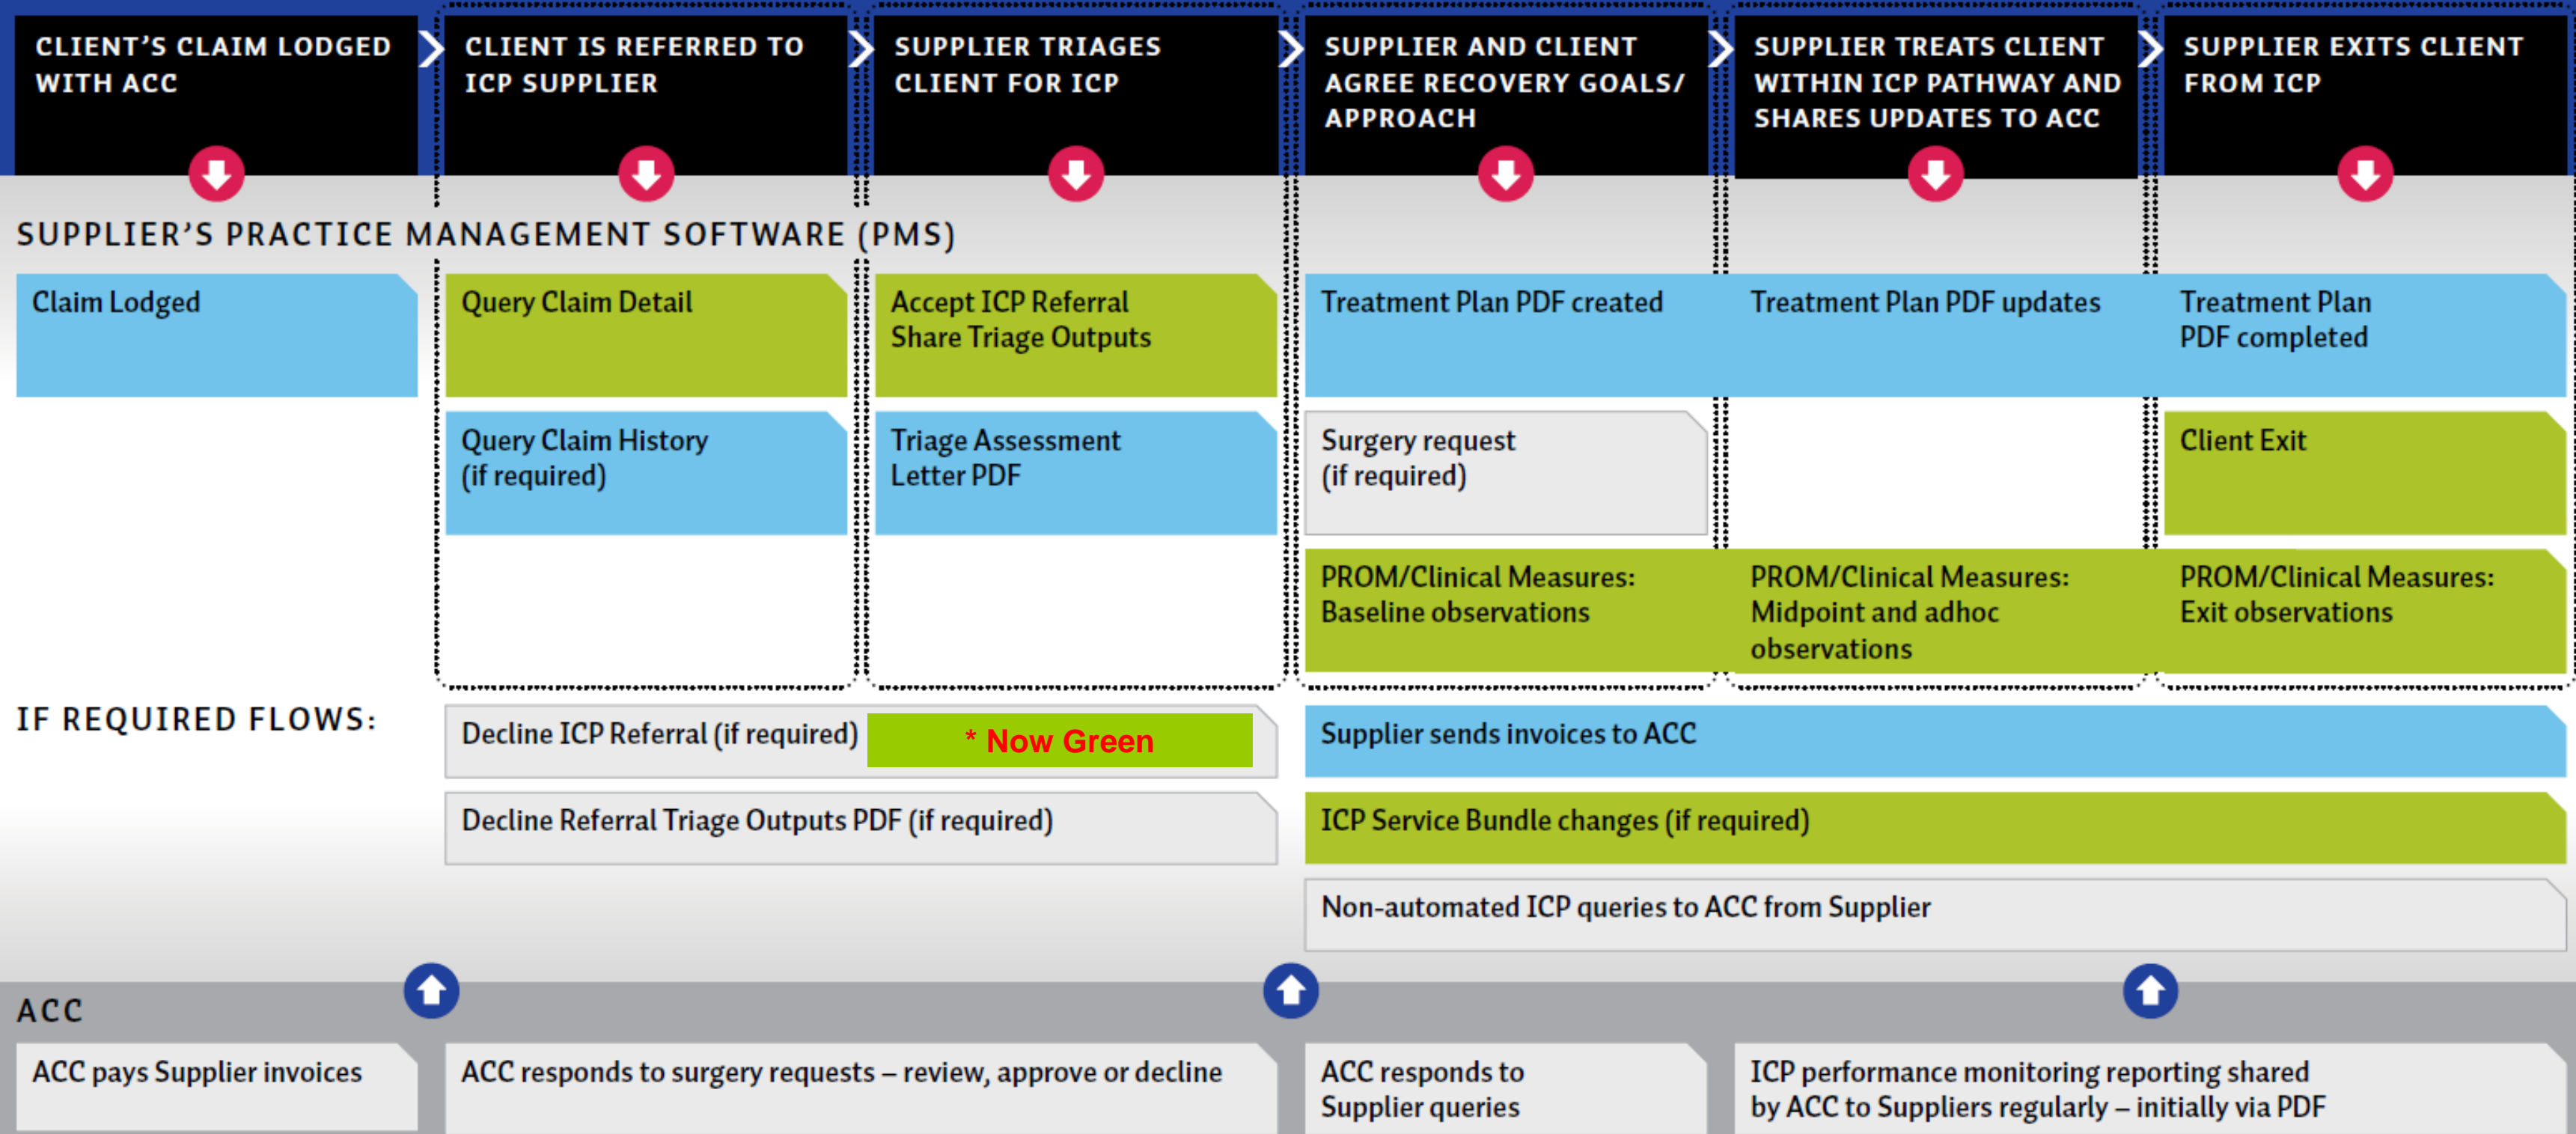 CLIENT'S CLAIM LODGED
WITH ACC
CLIENT IS REFERRED TO
ICP SUPPLIER
SUPPLIER TRIAGES
CLIENT FOR ICP
SUPPLIER AND CLIENT
AGREE RECOVERY GOALS/
APPROACH
SUPPLIER TREATS CLIENT
WITHIN ICP PATHWAY AND
SHARES UPDATES TO ACC
SUPPLIER EXITS CLIENT
FROM ICP
SUPPLIER'S PRACTICE MANAGEMENT SOFTWARE (PMS)
Claim Lodged
Query Claim Detail
Accept ICP Referral
Share Triage Outputs
Treatment Plan PDF created
Treatment Plan PDF updates
Treatment Plan
PDF completed
Query Claim History
(if required)
Triage Assessment
Letter PDF
Surgery request
(if required)
Client Exit
PROM/Clinical Measures:
Baseline observations
PROM/Clinical Measures:
Midpoint and adhoc
observations
PROM/Clinical Measures:
Exit observations
IF REQUIRED FLOWS:
Decline ICP Referral (if required)
* Now Green
Supplier sends invoices to ACC
Decline Referral Triage Outputs PDF (if required)
ICP Service Bundle changes (if required)
Non-automated ICP queries to ACC from Supplier
ACC
ACC pays Supplier invoices
ACC responds to surgery requests – review, approve or decline
ACC responds to
Supplier queries
ICP performance monitoring reporting shared
by ACC to Suppliers regularly – initially via PDF